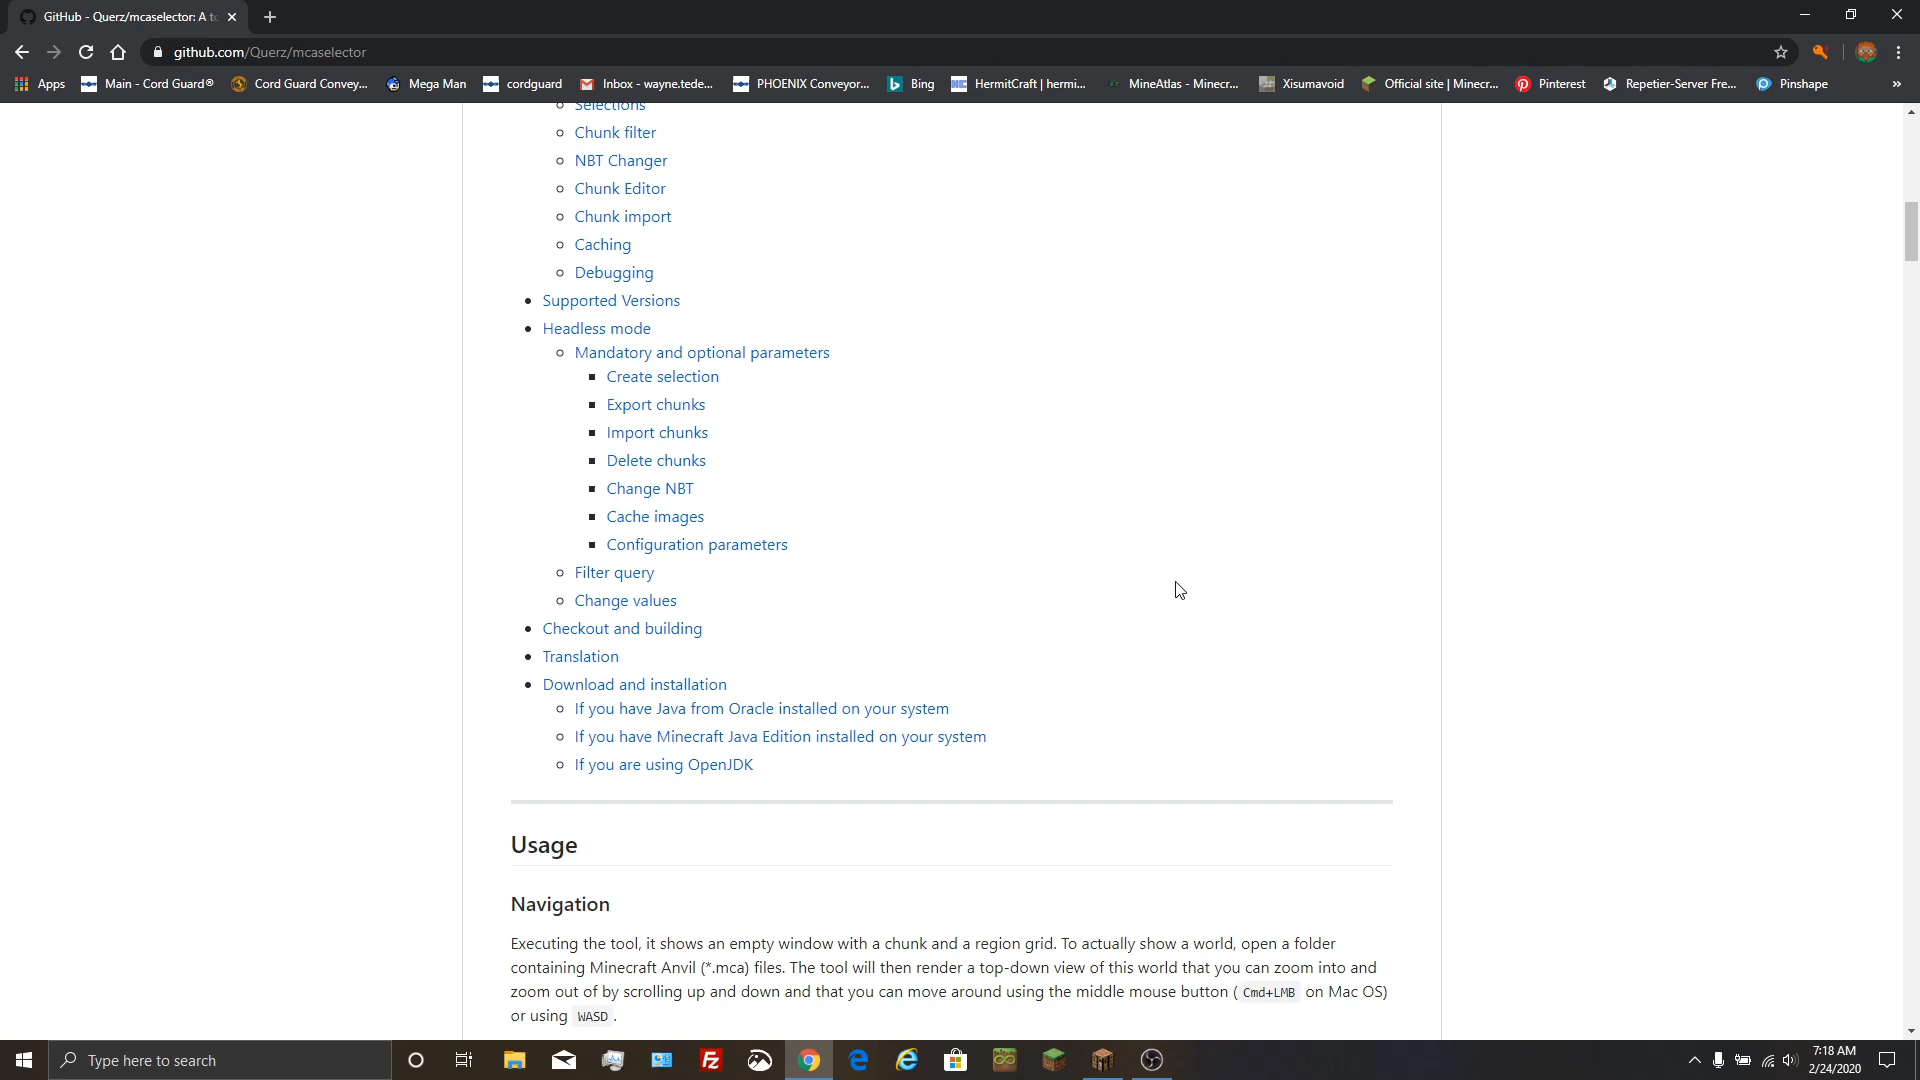 GitHub - Querz/mcaselector: A to
github.com/Querz/mcaselector
Apps
Main - Cord Guard®
Cord Guard Convey...
Mega Man
cordguard
Inbox - wayne.tede...
PHOENIX Conveyor...
Bing
HermitCraft | hermi...
MineAtlas - Minecr...
Xisumavoid
Official site | Minecr...
Pinterest
Repetier-Server Fre...
Pinshape
»
Selections
Chunk filter
NBT Changer
Chunk Editor
Chunk import
Caching
Debugging
Supported Versions
Headless mode
Mandatory and optional parameters
Create selection
Export chunks
Import chunks
Delete chunks
Change NBT
Cache images
Configuration parameters
Filter query
Change values
Checkout and building
Translation
Download and installation
If you have Java from Oracle installed on your system
If you have Minecraft Java Edition installed on your system
If you are using OpenJDK
Usage
Navigation
Executing the tool, it shows an empty window with a chunk and a region grid. To actually show a world, open a folder
containing Minecraft Anvil (*.mca) files. The tool will then render a top-down view of this world that you can zoom into and
zoom out of by scrolling up and down and that you can move around using the middle mouse button ( Cmd+LMB on Mac OS)
or using WASD .
Type here to search
7:18 AM
2/24/2020